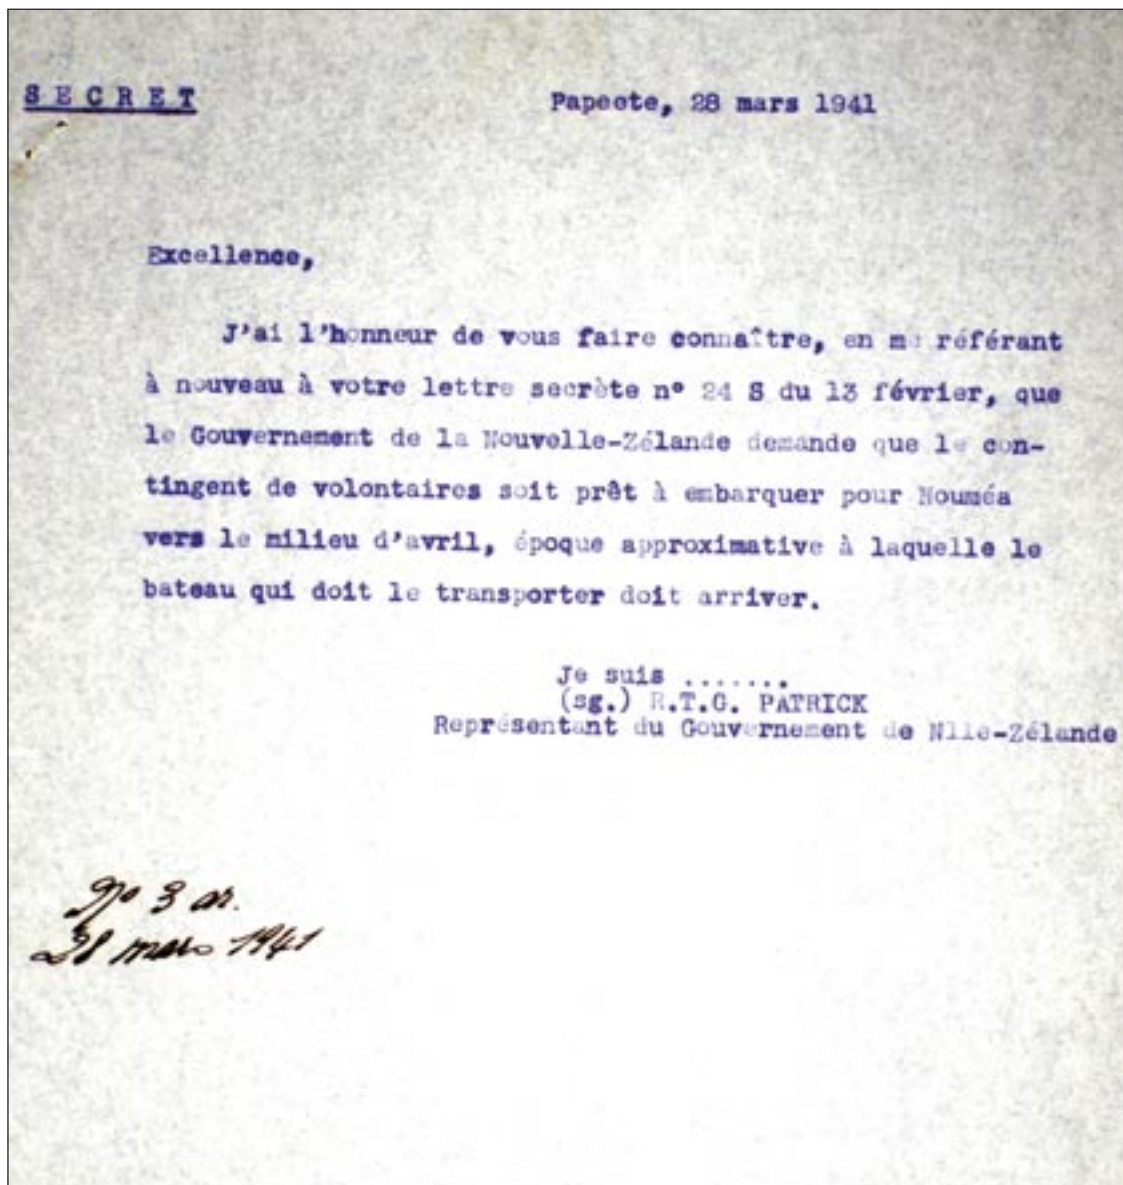 SECRET
Papeete, 28 mars 1941
Excellence,
J'ai l'honneur de vous faire connaître, en me référant
à nouveau à votre lettre secrète n° 24 S du 13 février, que
le Gouvernement de la Nouvelle-Zélande demande que le con-
tingent de volontaires soit prêt à embarquer pour Nouméa
vers le milieu d'avril, époque approximative à laquelle le
bateau qui doit le transporter doit arriver.
Je suis .......
(sg.) R.T.G. PATRICK
Représentant du Gouvernement de Nlle-Zélande
N° 3 ar.
28 mars 1941